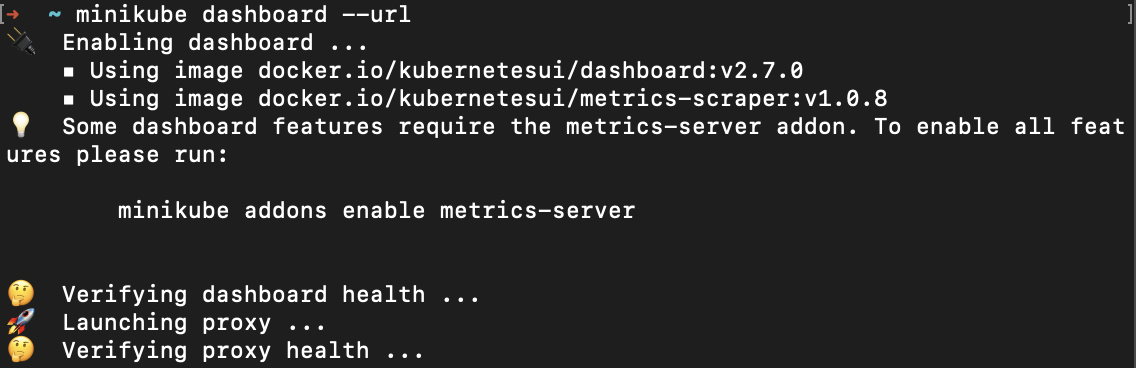 [➜  ~ minikube dashboard --url ]
🔌  Enabling dashboard ...
    ▪ Using image docker.io/kubernetesui/dashboard:v2.7.0
    ▪ Using image docker.io/kubernetesui/metrics-scraper:v1.0.8
💡  Some dashboard features require the metrics-server addon. To enable all feat
ures please run:
        minikube addons enable metrics-server
🤔  Verifying dashboard health ...
🚀  Launching proxy ...
🤔  Verifying proxy health ...